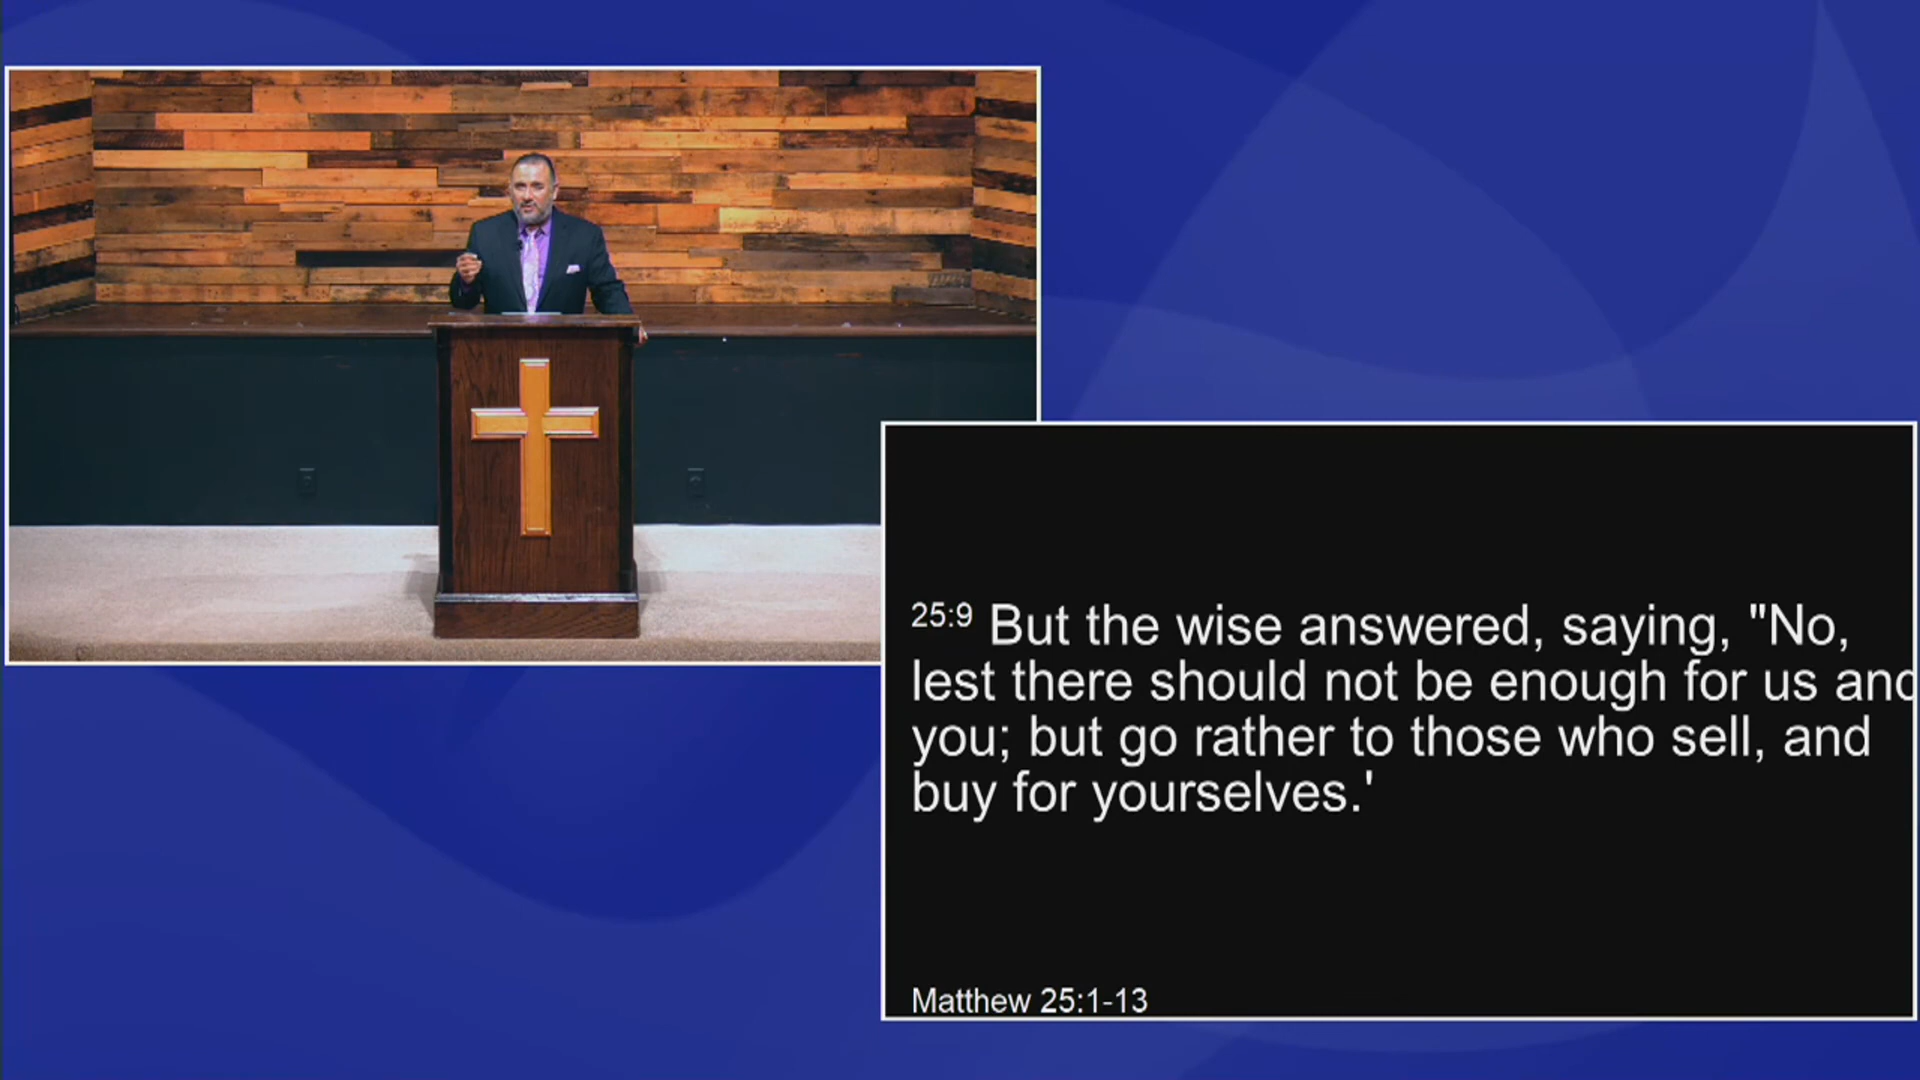 25:9 But the wise answered, saying, "No,
lest there should not be enough for us and
you; but go rather to those who sell, and
buy for yourselves.'
Matthew 25:1-13